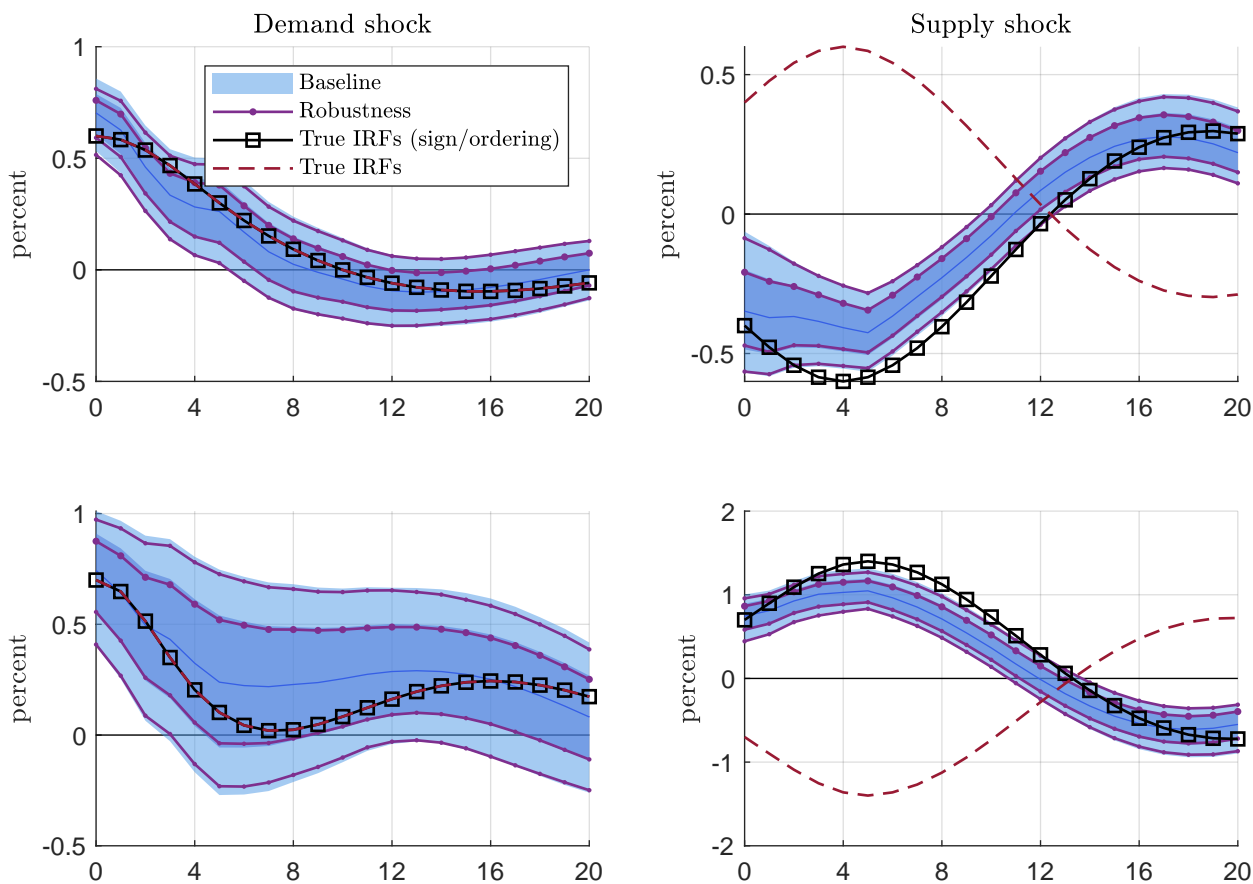 Demand shock
Supply shock
1
0.5
0
-0.5
percent
0 4 8 12 16 20
Baseline
Robustness
True IRFs (sign/ordering)
True IRFs
0.5
0
-0.5
percent
0 4 8 12 16 20
1
0.5
0
-0.5
percent
0 4 8 12 16 20
2
1
0
-1
-2
percent
0 4 8 12 16 20